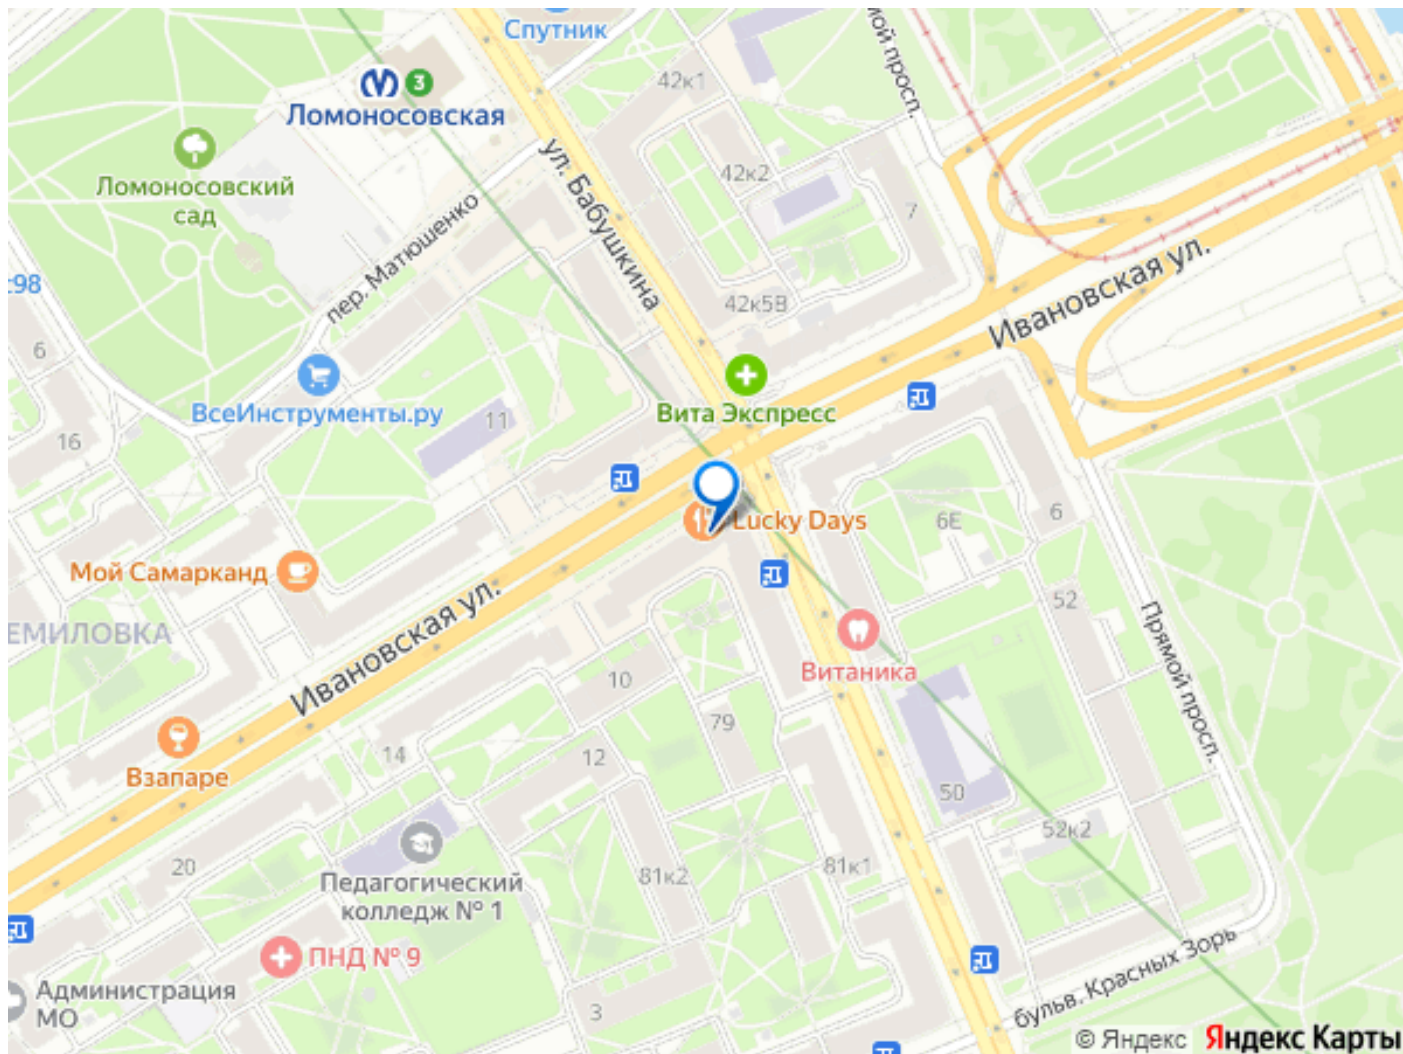 Спутник
42к1
3
Ломоносовская
ул. Бабушкина
42к2
Ломоносовский
сад
пер. Матюшенко
7
Ивановская ул.
:98
42к5В
6
ВсеИнструменты.ру
11
Вита Экспресс
16
Lucky Days
6Е
6
Мой Самарканд
52
ЕМИЛОВКА
Ивановская ул.
Прямой просп.
Витаника
10
79
Взапаре
14
12
50
52к2
20
Педагогический
колледж № 1
81к2
81к1
ПНД № 9
бульв. Красных Зорь
Администрация
МО
3
© Яндекс Яндекс Карты